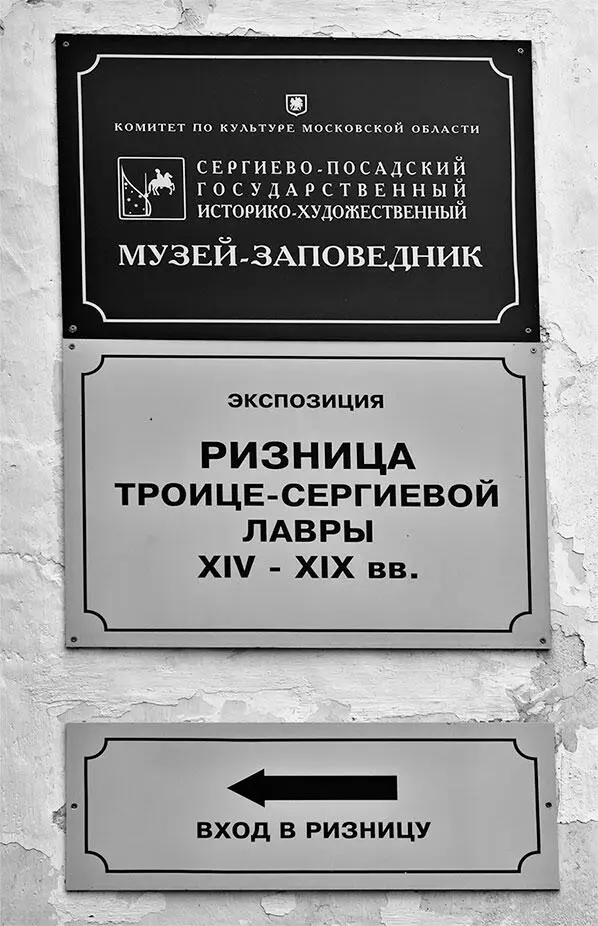 КОМИТЕТ ПО КУЛЬТУРЕ МОСКОВСКОЙ ОБЛАСТИ
СЕРГИЕВО-ПОСАДСКИЙ
ГОСУДАРСТВЕННЫЙ
ИСТОРИКО-ХУДОЖЕСТВЕННЫЙ
МУЗЕЙ-ЗАПОВЕДНИК
ЭКСПОЗИЦИЯ
РИЗНИЦА
ТРОИЦЕ-СЕРГИЕВОЙ
ЛАВРЫ
XIV - XIX вв.
ВХОД В РИЗНИЦУ